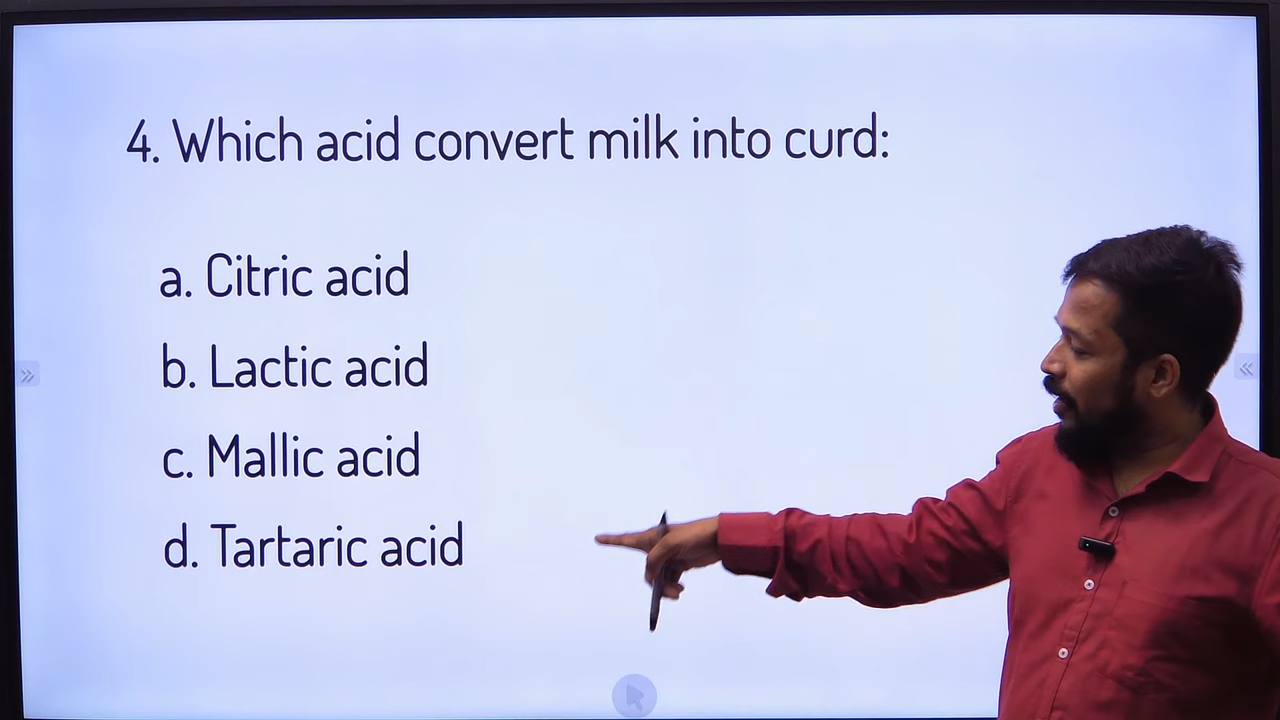 4. Which acid convert milk into curd:
a. Citric acid
b. Lactic acid
c. Mallic acid
d. Tartaric acid